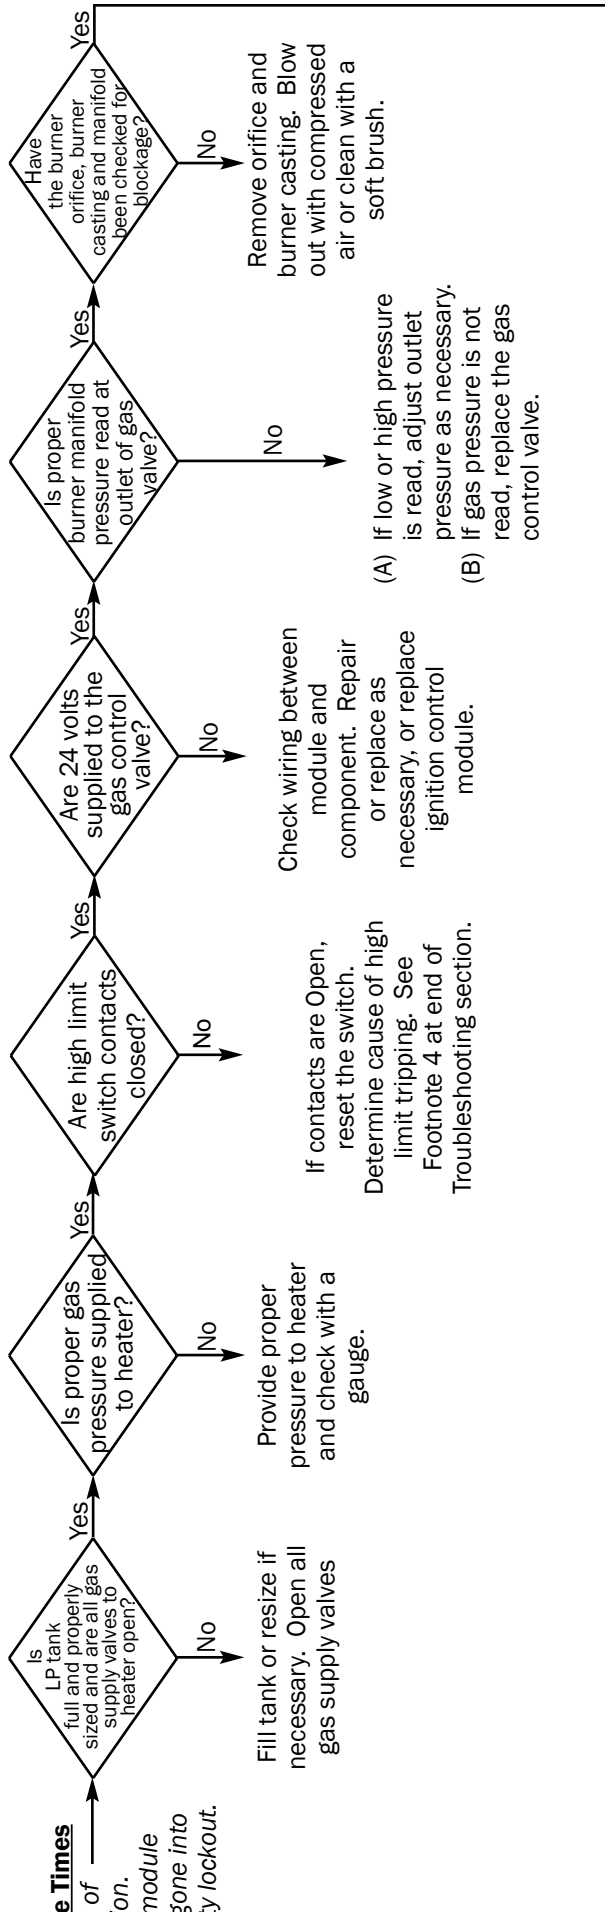 e Times
of
on.
module
gone into
ty lockout.
Is
LP tank
full and properly
sized and are all gas
supply valves to
heater open?
Yes
No
Fill tank or resize if
necessary. Open all
gas supply valves
Is proper gas
pressure supplied
to heater?
Yes
No
Provide proper
pressure to heater
and check with a
gauge.
Are high limit
switch contacts
closed?
Yes
No
If contacts are Open,
reset the switch.
Determine cause of high
limit tripping. See
Footnote 4 at end of
Troubleshooting section.
Are 24 volts
supplied to the
gas control
valve?
Yes
No
Check wiring between
module and
component. Repair
or replace as
necessary, or replace
ignition control
module.
Is proper
burner manifold
pressure read at
outlet of gas
valve?
Yes
No
(A) If low or high pressure
is read, adjust outlet
pressure as necessary.
(B) If gas pressure is not
read, replace the gas
control valve.
Have
the burner
orifice, burner
casting and manifold
been checked for
blockage?
Yes
No
Remove orifice and
burner casting. Blow
out with compressed
air or clean with a
soft brush.